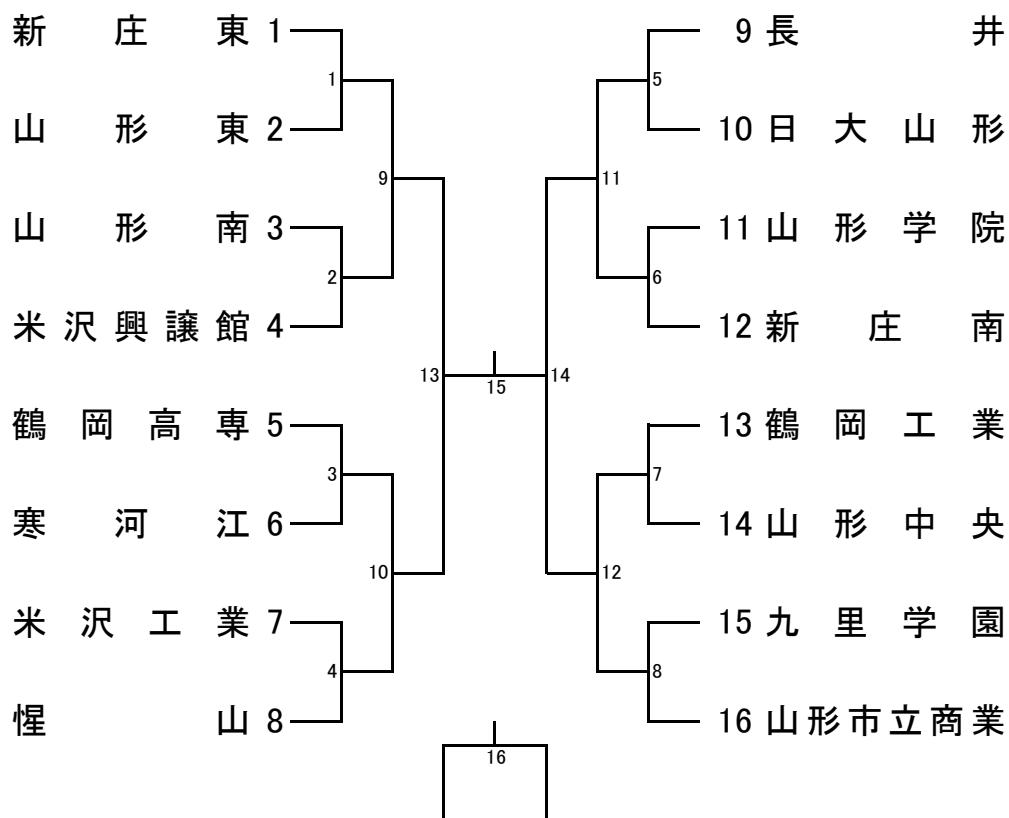 新庄東 1
山形東 2
山形南 3
米沢興譲館 4
鶴岡高専 5
寒河江 6
米沢工業 7
惺山 8
1
2
3
4
9
10
13
15
14
11
12
5
6
7
8
9 長井
10 日大山形
11 山形学院
12 新庄南
13 鶴岡工業
14 山形中央
15 九里学園
16 山形市立商業
16